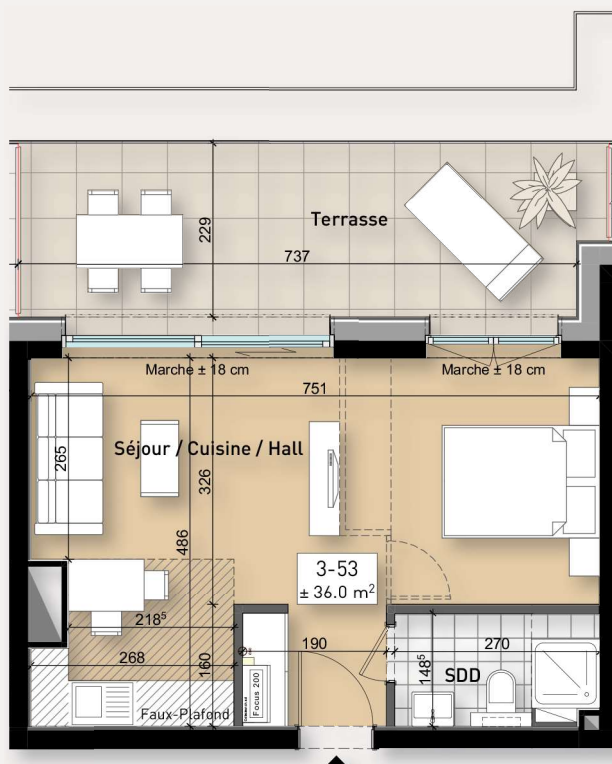 Terrasse
229
737
Marche ± 18 cm
Marche ± 18 cm
751
Séjour / Cuisine / Hall
265
326
486
3-53
± 36.0 m²
218⁵
190
270
268
160
148⁵
SDD
Focus 200
Faux-Plafond